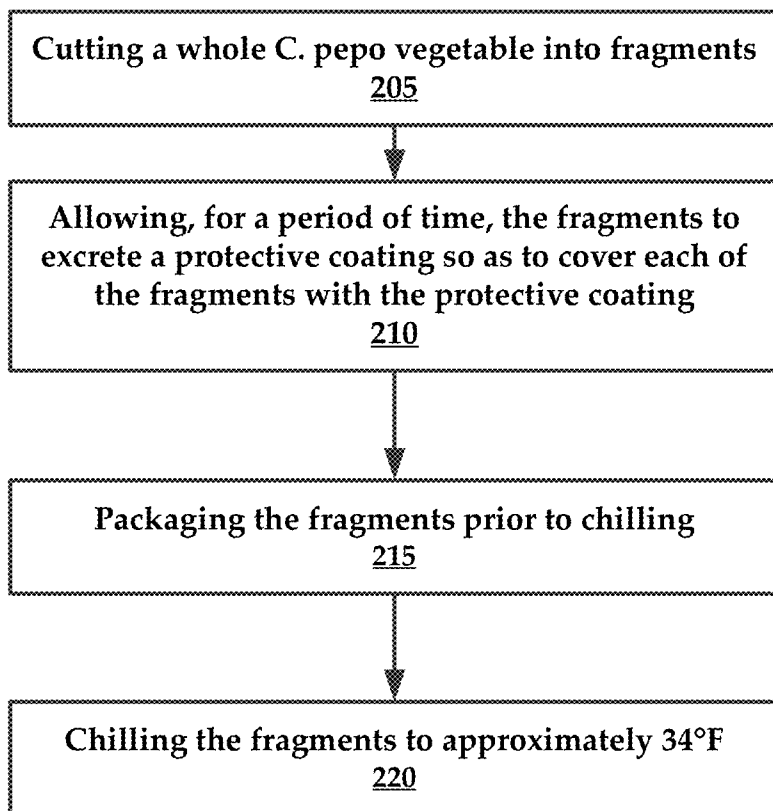 Cutting a whole C. pepo vegetable into fragments
205
Allowing, for a period of time, the fragments to
excrete a protective coating so as to cover each of
the fragments with the protective coating
210
Packaging the fragments prior to chilling
215
Chilling the fragments to approximately 34°F
220